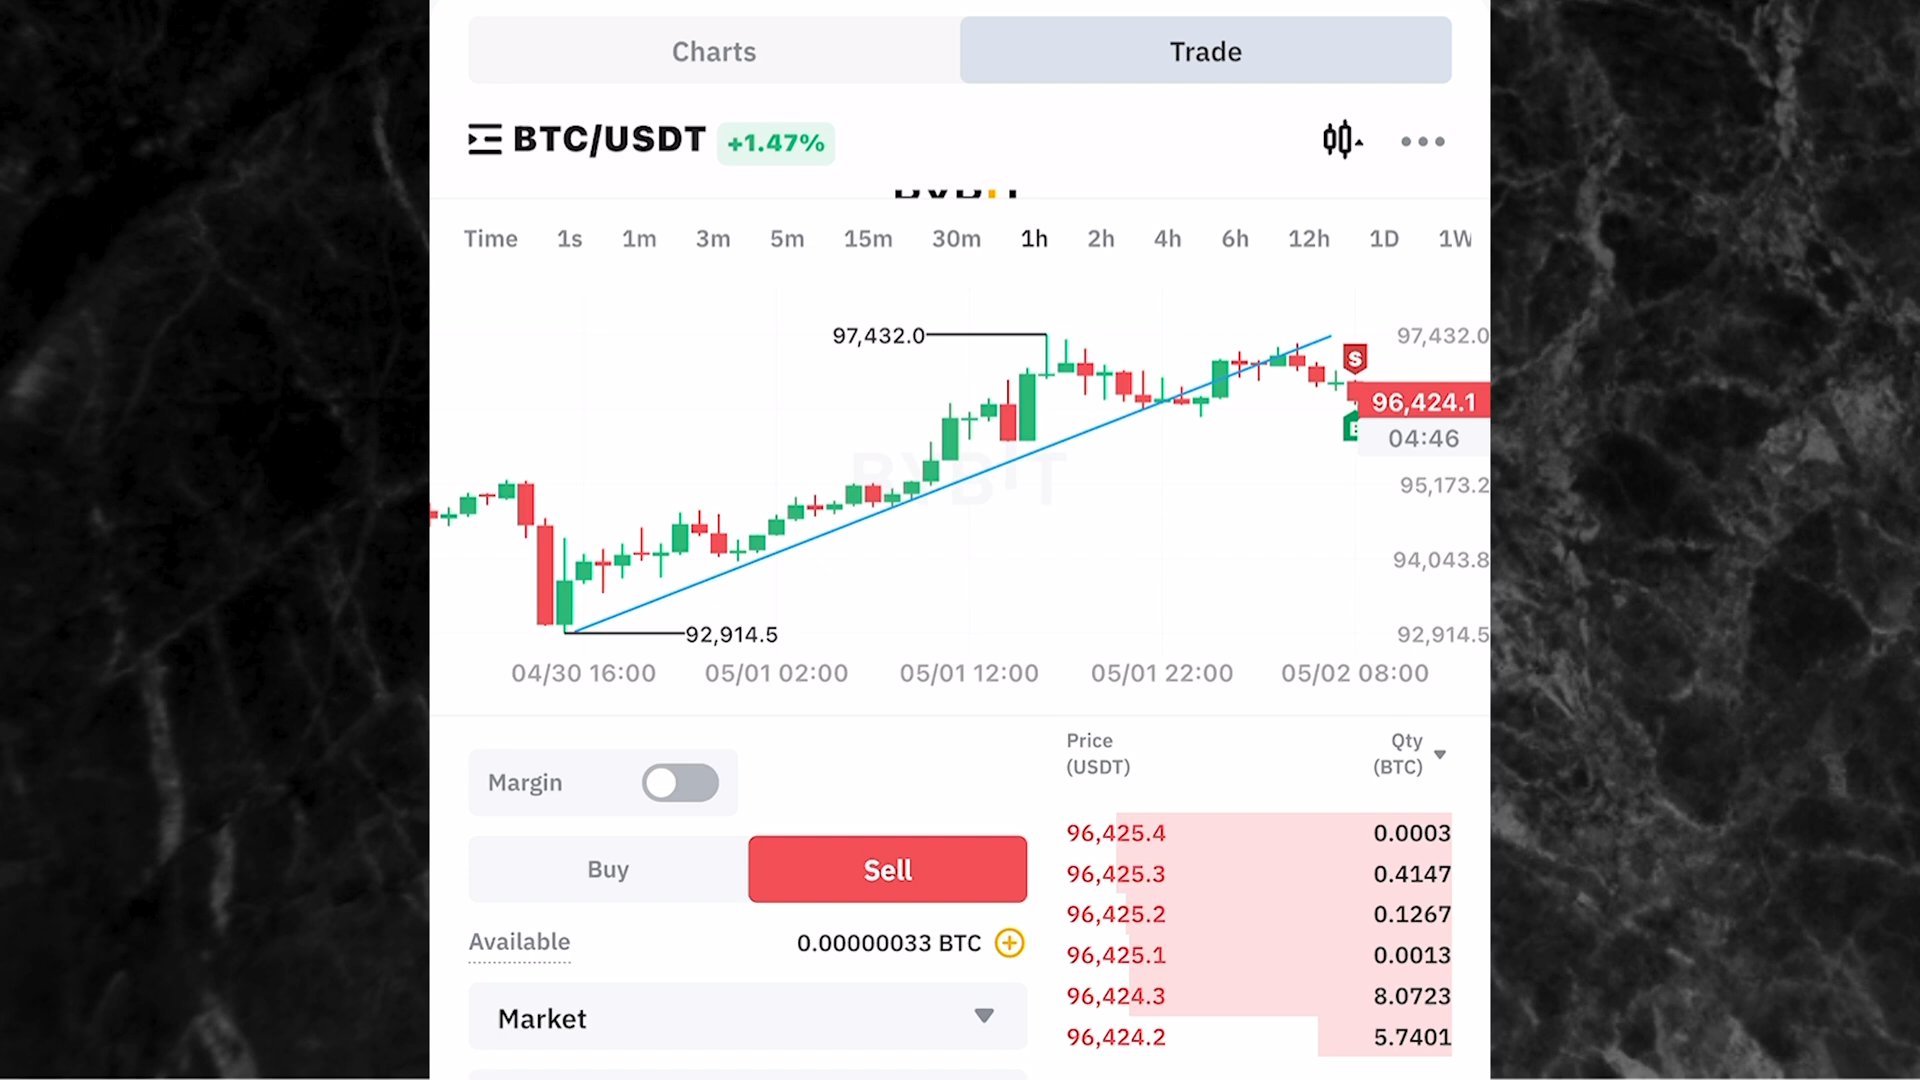 Charts Trade
BTC/USDT +1.47%
Time 1s 1m 3m 5m 15m 30m 1h 2h 4h 6h 12h 1D 1W
97,432.0 97,432.0
S
96,424.1
04:46
BYBIT
95,173.2
94,043.8
92,914.5 92,914.5
04/30 16:00 05/01 02:00 05/01 12:00 05/01 22:00 05/02 08:00
Price
(USDT)
Qty
(BTC)
Margin
Buy Sell
Available 0.00000033 BTC
Market
96,425.4 0.0003
96,425.3 0.4147
96,425.2 0.1267
96,425.1 0.0013
96,424.3 8.0723
96,424.2 5.7401